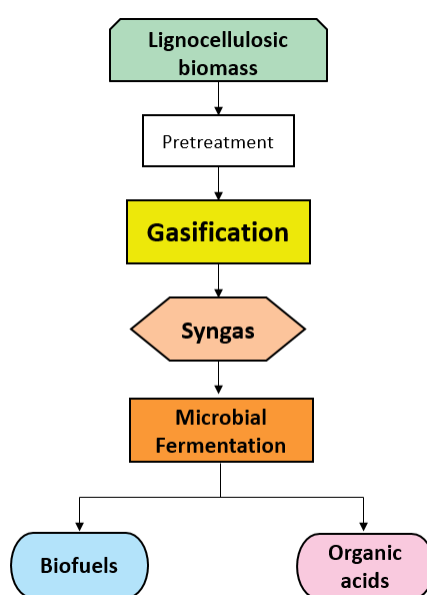 Lignocellulosic
biomass
Pretreatment
Gasification
Syngas
Microbial
Fermentation
Biofuels
Organic
acids